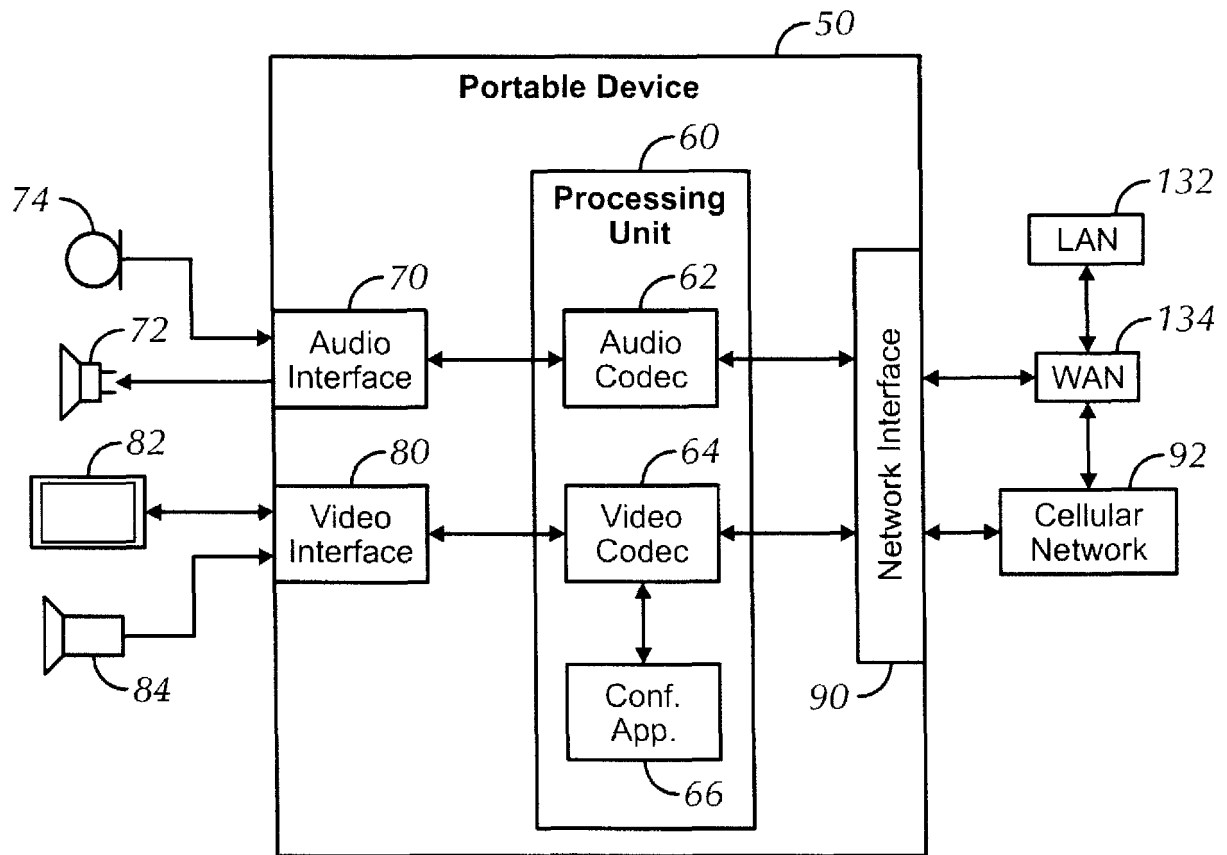 50
Portable Device
60
Processing
Unit
74
70
62
132
LAN
72
Audio
Interface
Audio
Codec
134
WAN
82
80
64
Network Interface
92
Video
Interface
Video
Codec
Cellular
Network
84
Conf.
App.
90
66